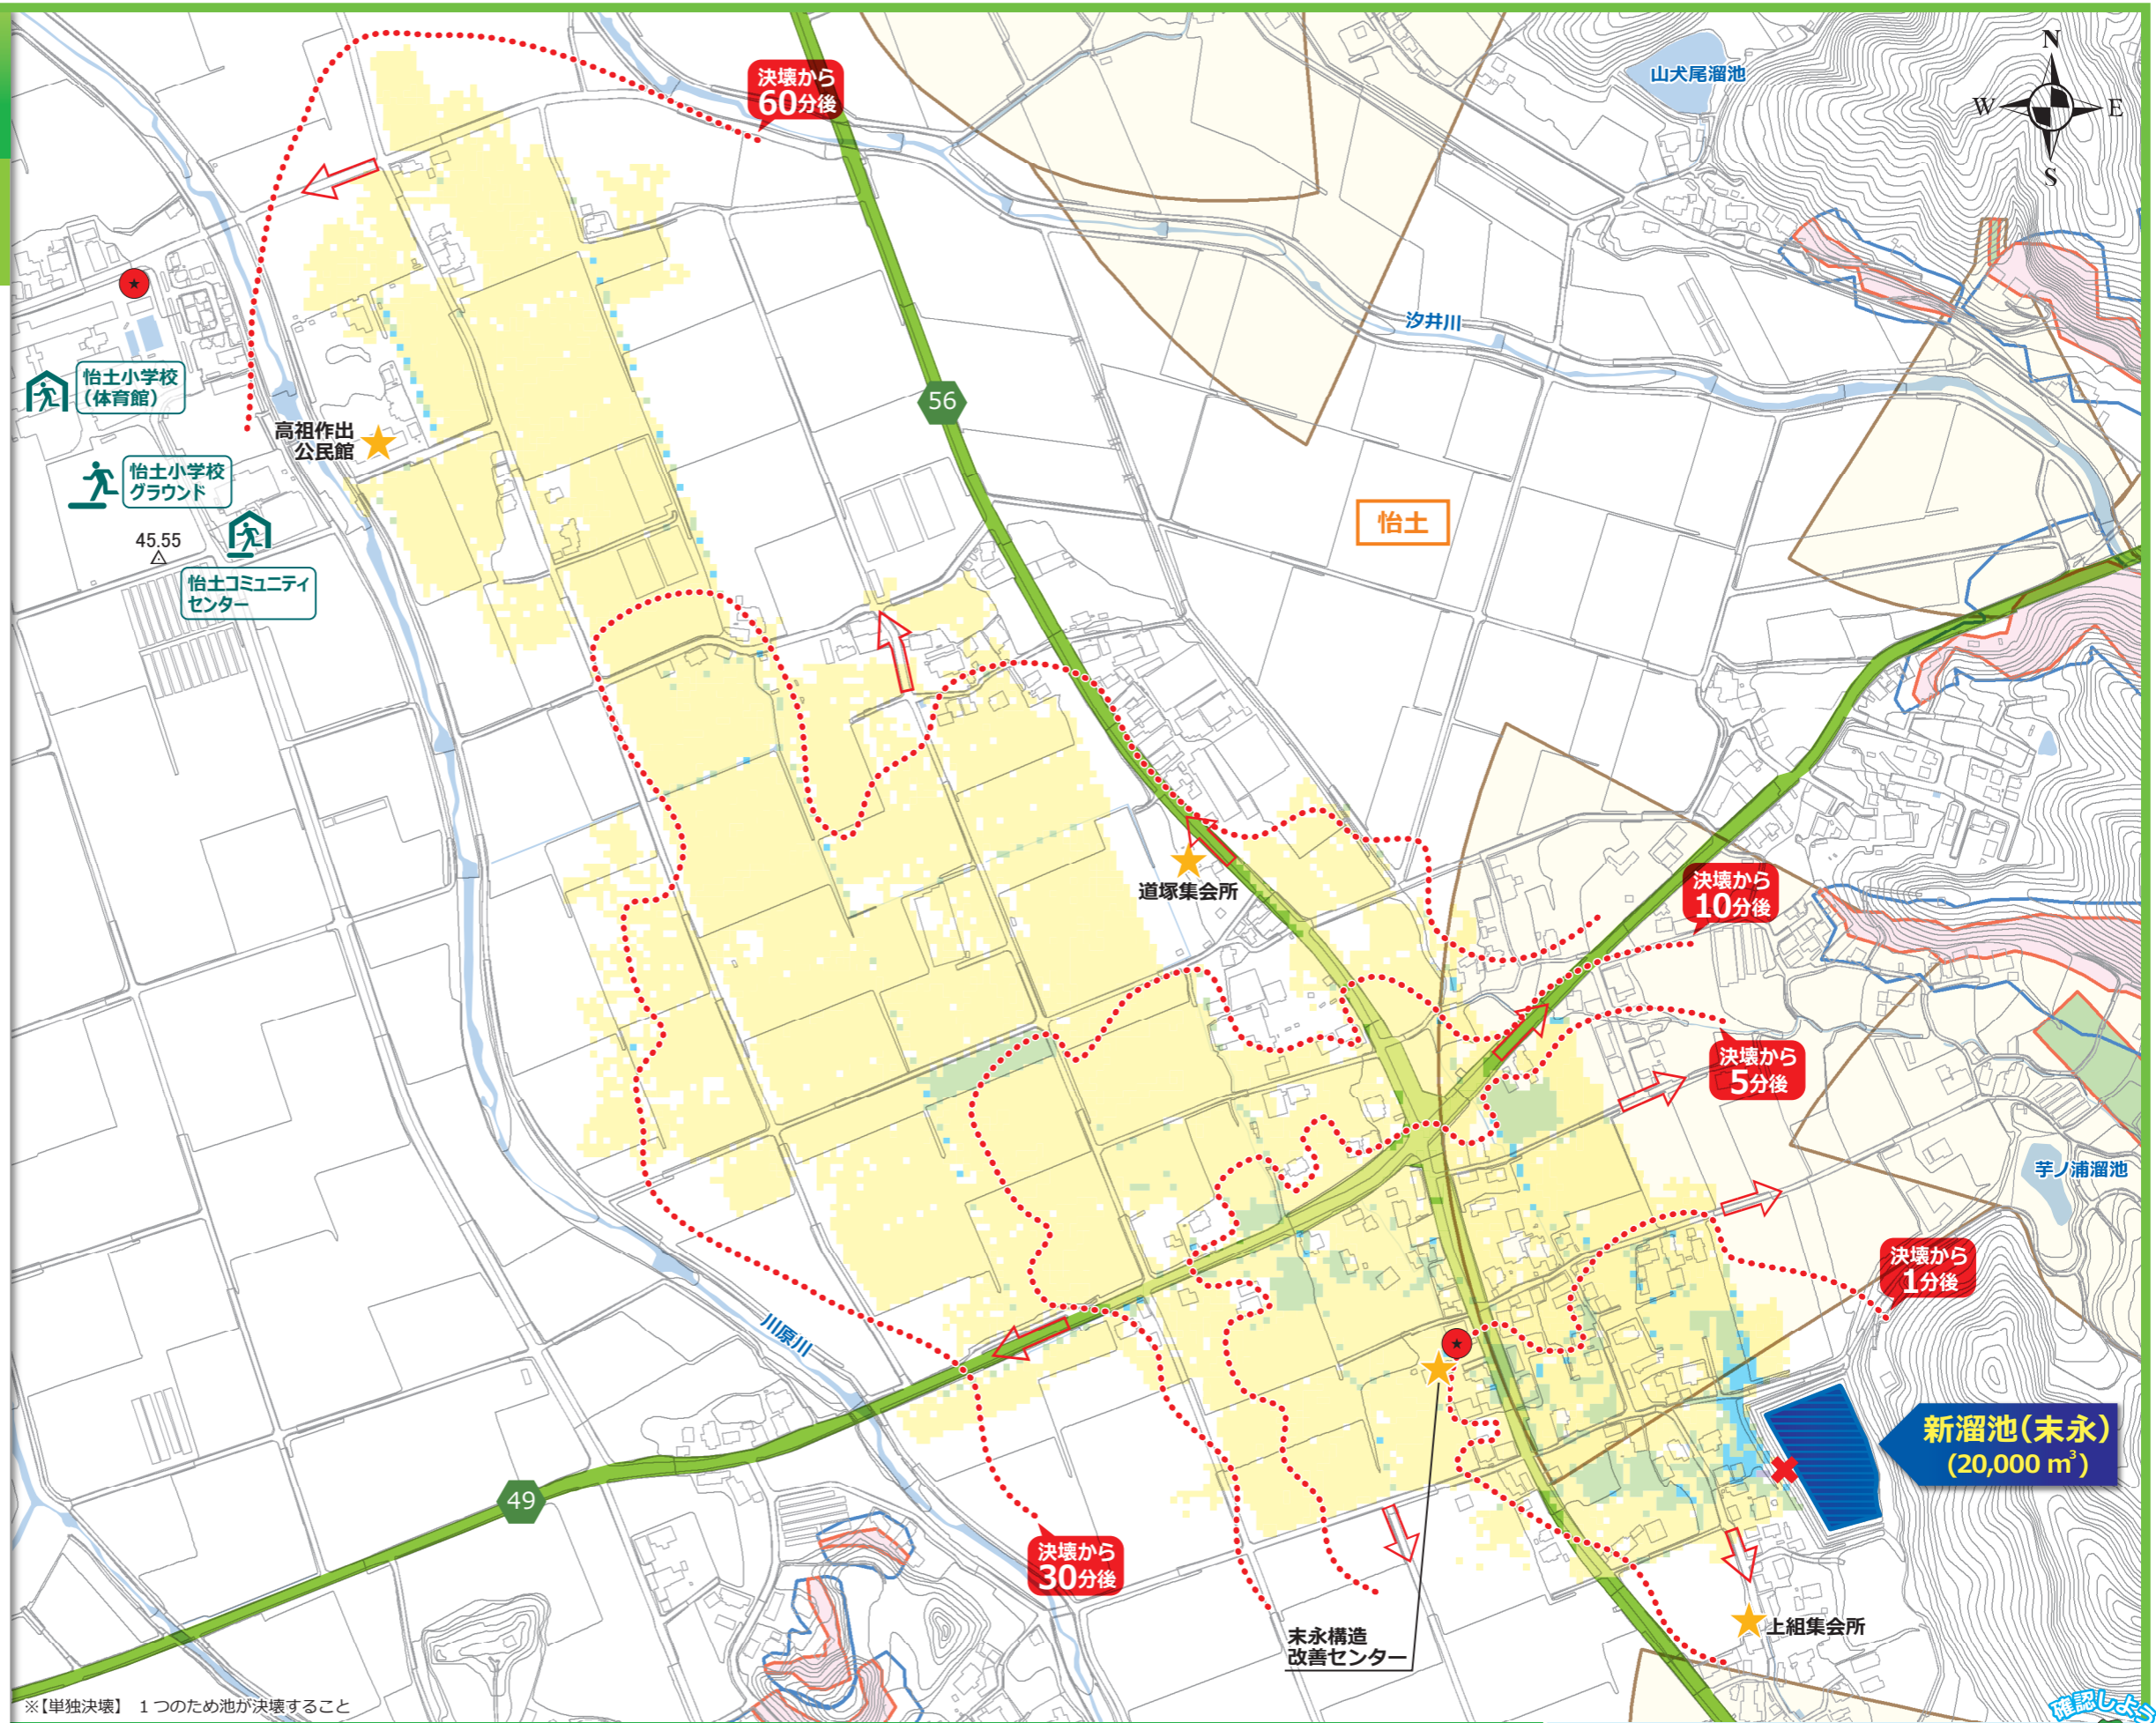 決壊から
60分後
山犬尾溜池
N
W
E
S
汐井川
怡土小学校
(体育館)
56
高祖作出
公民館
怡土小学校
グラウンド
45.55
怡土
怡土コミュニティ
センター
道塚集会所
決壊から
10分後
決壊から
5分後
芋ノ浦溜池
決壊から
1分後
川原川
新溜池(末永)
(20,000 m³)
49
決壊から
30分後
末永構造
改善センター
上組集会所
※【単独決壊】 1つのため池が決壊すること
確認しよう